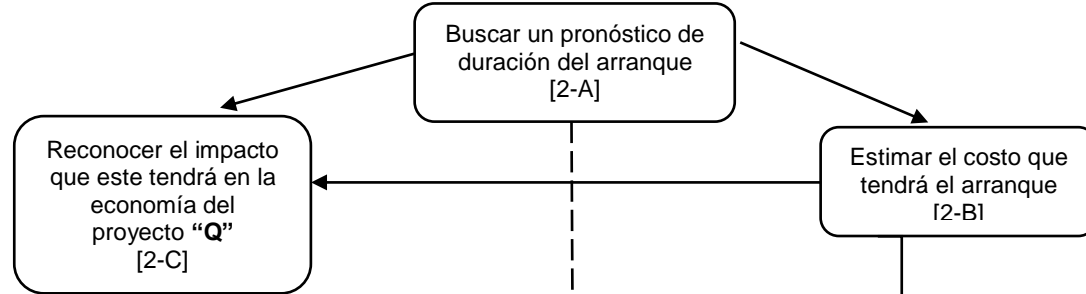 Buscar un pronóstico de
duración del arranque
[2-A]
Reconocer el impacto
que este tendrá en la
economía del
proyecto “Q”
[2-C]
Estimar el costo que
tendrá el arranque
[2-B]